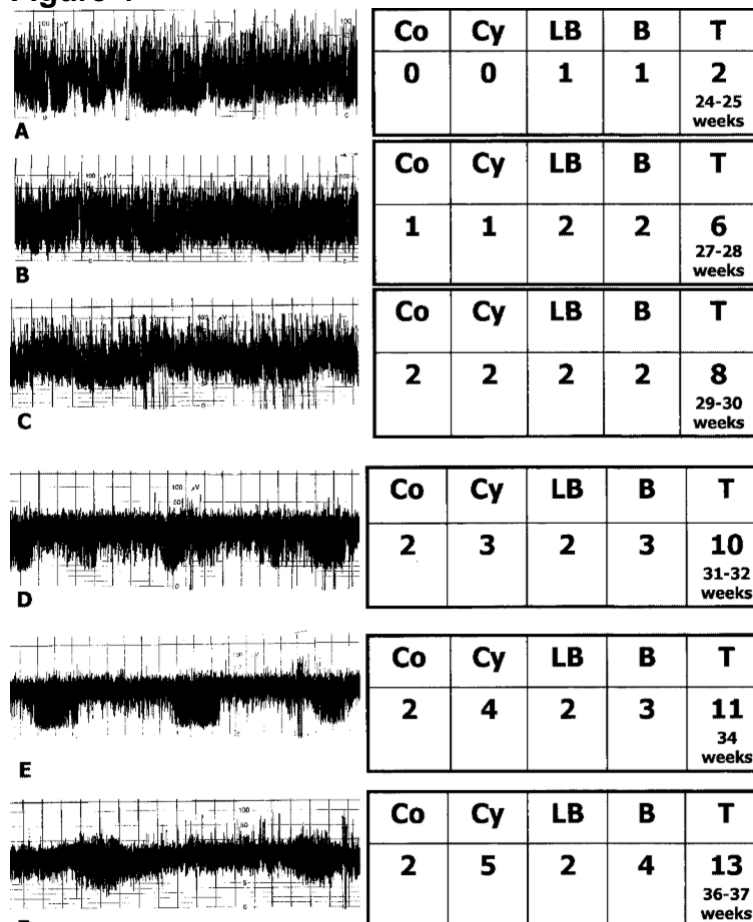 Co Cy LB B T
0 0 1 1 2
24-25
weeks
A
Co Cy LB B T
1 1 2 2 6
27-28
weeks
B
Co Cy LB B T
2 2 2 2 8
29-30
weeks
C
Co Cy LB B T
2 3 2 3 10
31-32
weeks
D
Co Cy LB B T
2 4 2 3 11
34
weeks
E
Co Cy LB B T
2 5 2 4 13
36-37
weeks